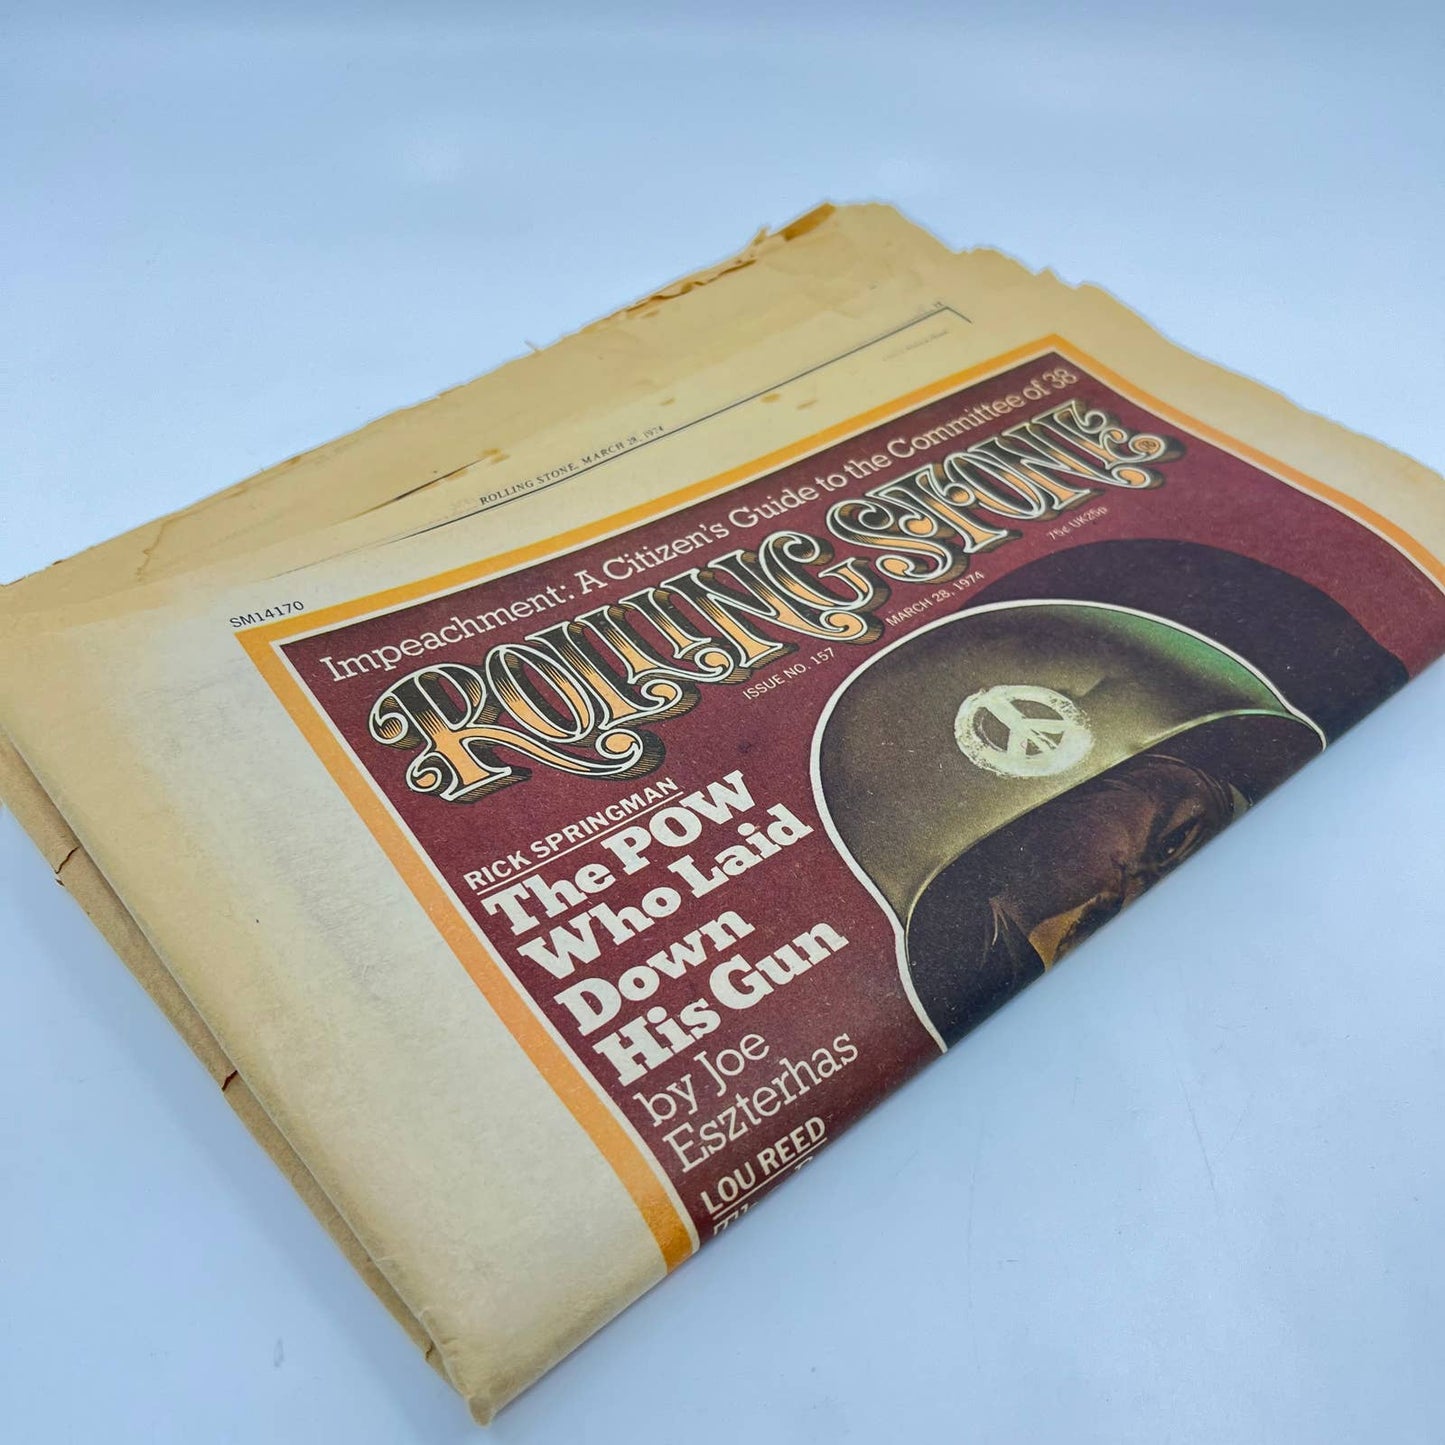 ROLLING STONE, MARCH 28, 1974
SM14170
Impeachment: A Citizen's Guide to the Committee of 38
ROLLING STONE
ISSUE NO. 157
MARCH 28, 1974
75¢ UK25p
RICK SPRINGMAN
The POW
Who Laid
Down
His Gun
by Joe
Eszterhas
LOU REED